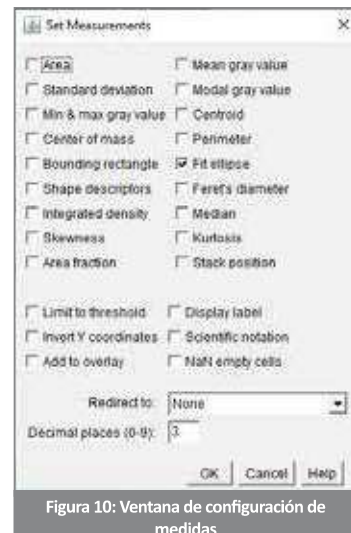 Set Measurements
Area Mean gray value
Standard deviation Modal gray value
Min & max gray value Centroid
Center of mass Perimeter
Bounding rectangle Fit ellipse
Shape descriptors Feret's diameter
Integrated density Median
Skewness Kurtosis
Area fraction Stack position
Limit to threshold Display label
Invert Y coordinates Scientific notation
Add to overlay NaN empty cells
Redirect to: None
Decimal places (0-9): 3
OK Cancel Help
Figura 10: Ventana de configuración de
medidas